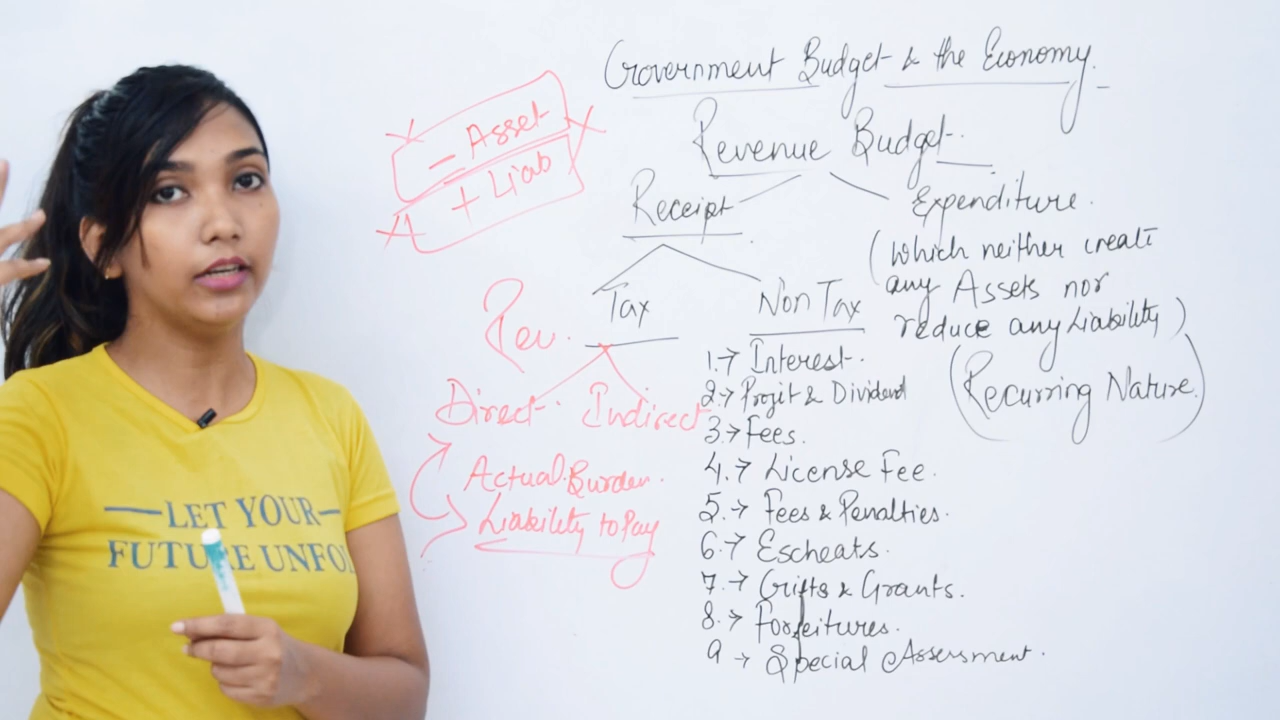 Government Budget & the Economy.
Revenue Budget.
Receipt
Expenditure.
(which neither create
any Assets nor
reduce any Liability)
(Recurring Nature.)
Tax
Non Tax
1.→ Interest.
2.→ Profit & Dividend
3.→ Fees.
4.→ License Fee.
5.→ Fees & Penalties.
6.→ Escheats.
7.→ Gifts & Grants.
8.→ Forfeitures.
9 → Special Assessment.
- Asset
+ Liab
Rev.
Direct. Indirect
Actual Burden.
Liability to Pay
LET YOUR
FUTURE UNFOL